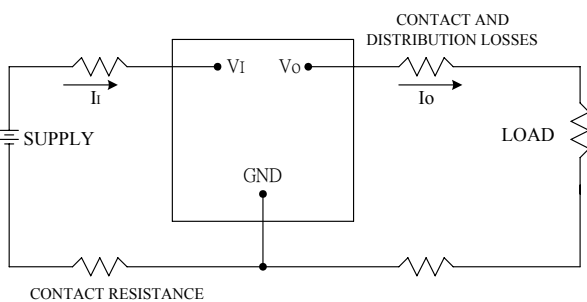 CONTACT AND
DISTRIBUTION LOSSES
VI
VO
II
IO
SUPPLY
LOAD
GND
CONTACT RESISTANCE